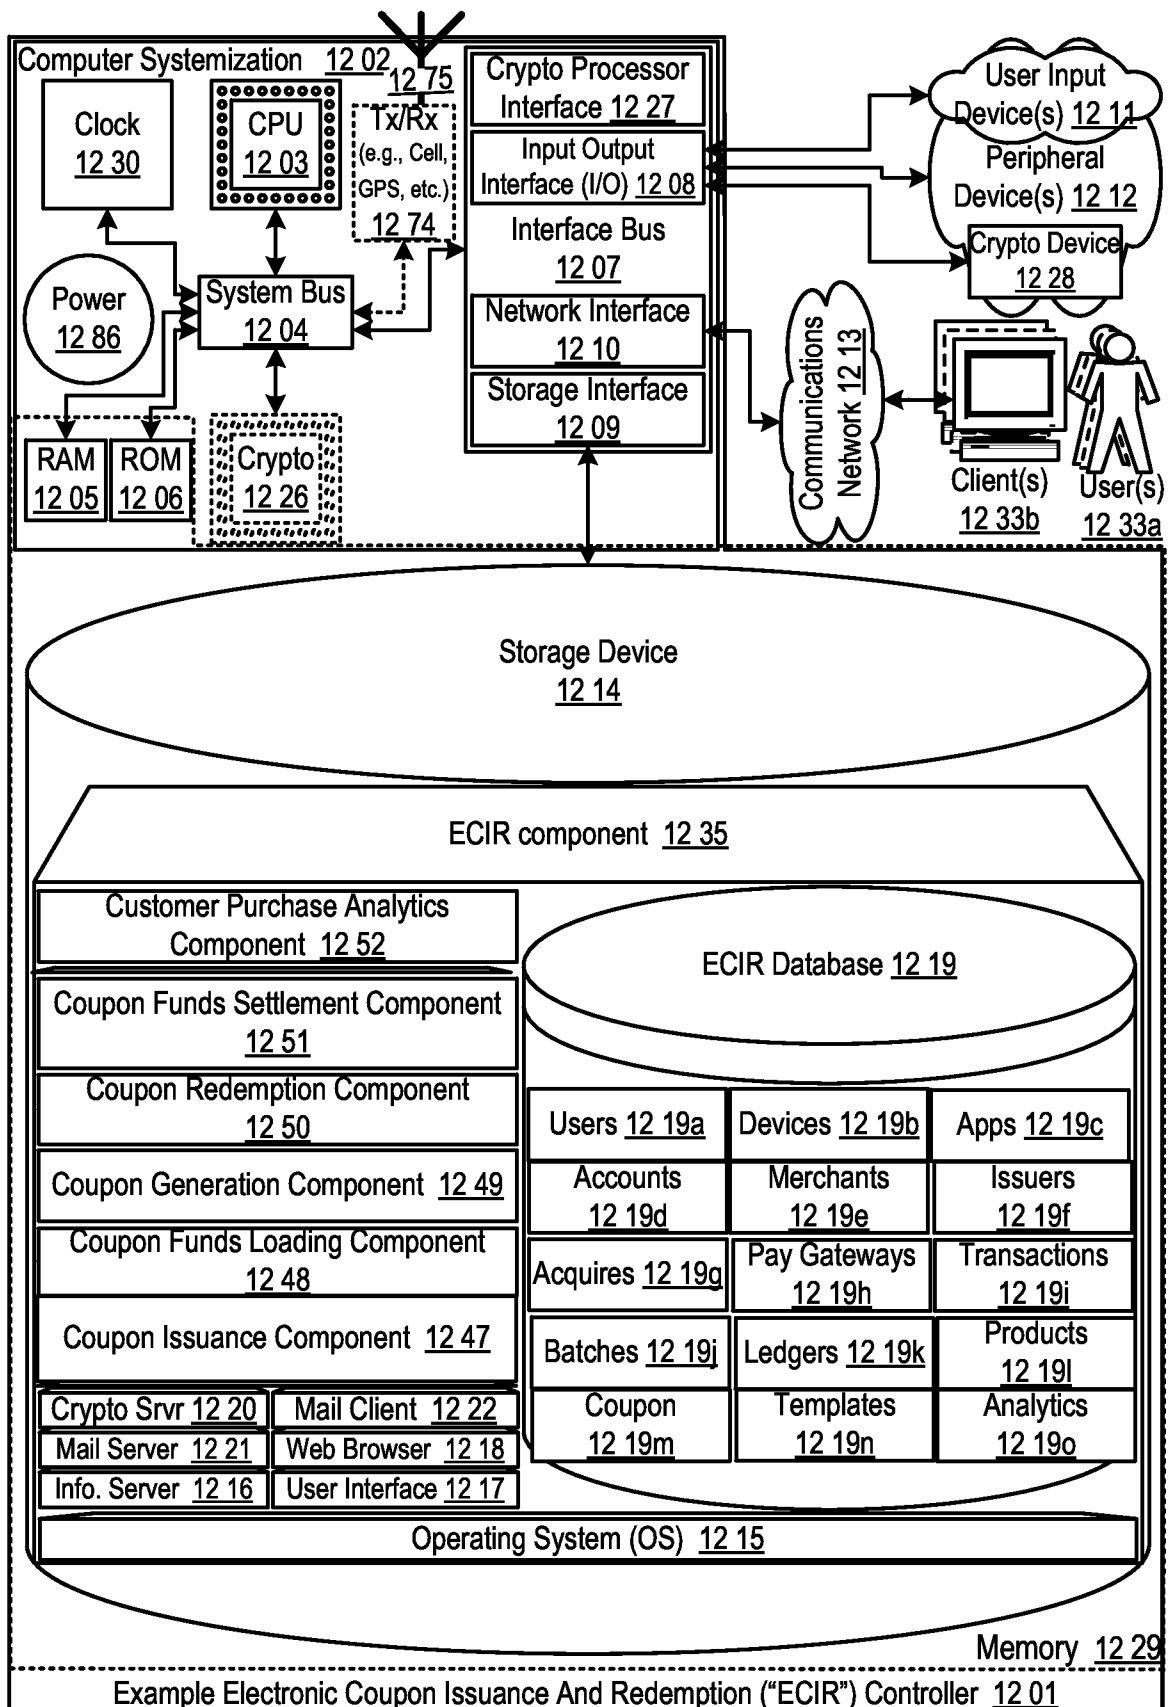 Computer Systemization 12 02
12 75
Clock
12 30
CPU
12 03
Tx/Rx
(e.g., Cell,
GPS, etc.)
12 74
Crypto Processor
Interface 12 27
Input Output
Interface (I/O) 12 08
Interface Bus
12 07
Network Interface
12 10
Storage Interface
12 09
User Input
Device(s) 12 11
Peripheral
Device(s) 12 12
Crypto Device
12 28
Power
12 86
System Bus
12 04
RAM
12 05
ROM
12 06
Crypto
12 26
Communications
Network 12 13
Client(s)
12 33b
User(s)
12 33a
Storage Device
12 14
ECIR component 12 35
Customer Purchase Analytics
Component 12 52
Coupon Funds Settlement Component
12 51
Coupon Redemption Component
12 50
Coupon Generation Component 12 49
Coupon Funds Loading Component
12 48
Coupon Issuance Component 12 47
Crypto Srvr 12 20
Mail Client 12 22
Mail Server 12 21
Web Browser 12 18
Info. Server 12 16
User Interface 12 17
ECIR Database 12 19
Users 12 19a
Devices 12 19b
Apps 12 19c
Accounts
12 19d
Merchants
12 19e
Issuers
12 19f
Acquires 12 19g
Pay Gateways
12 19h
Transactions
12 19i
Batches 12 19j
Ledgers 12 19k
Products
12 19l
Coupon
12 19m
Templates
12 19n
Analytics
12 19o
Operating System (OS) 12 15
Memory 12 29
Example Electronic Coupon Issuance And Redemption (“ECIR”) Controller 12 01